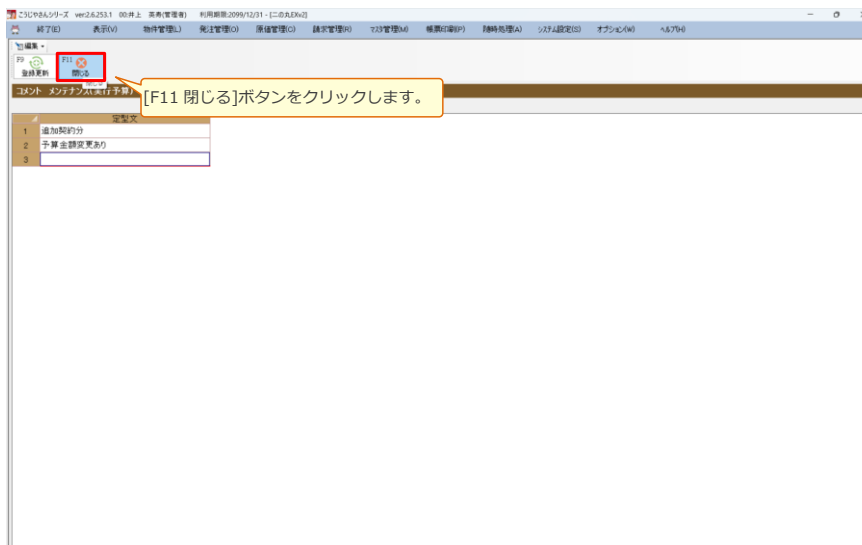 こうじやさんシリーズ ver.2.6.253.1 00:井上 英寿(管理者) 利用期限:2099/12/31 - [二の丸EXv2]
終了(E) 表示(V) 物件管理(L) 発注管理(O) 原価管理(C) 請求管理(R) マスタ管理(M) 帳票印刷(P) 随時処理(A) システム設定(S) オプション(W) ヘルプ(H)
編集
F9 F11
登録更新 閉じる
コメント メンテナンス(実行予算)
[F11 閉じる]ボタンをクリックします。
定型文
1 追加契約分
2 予算金額変更あり
3